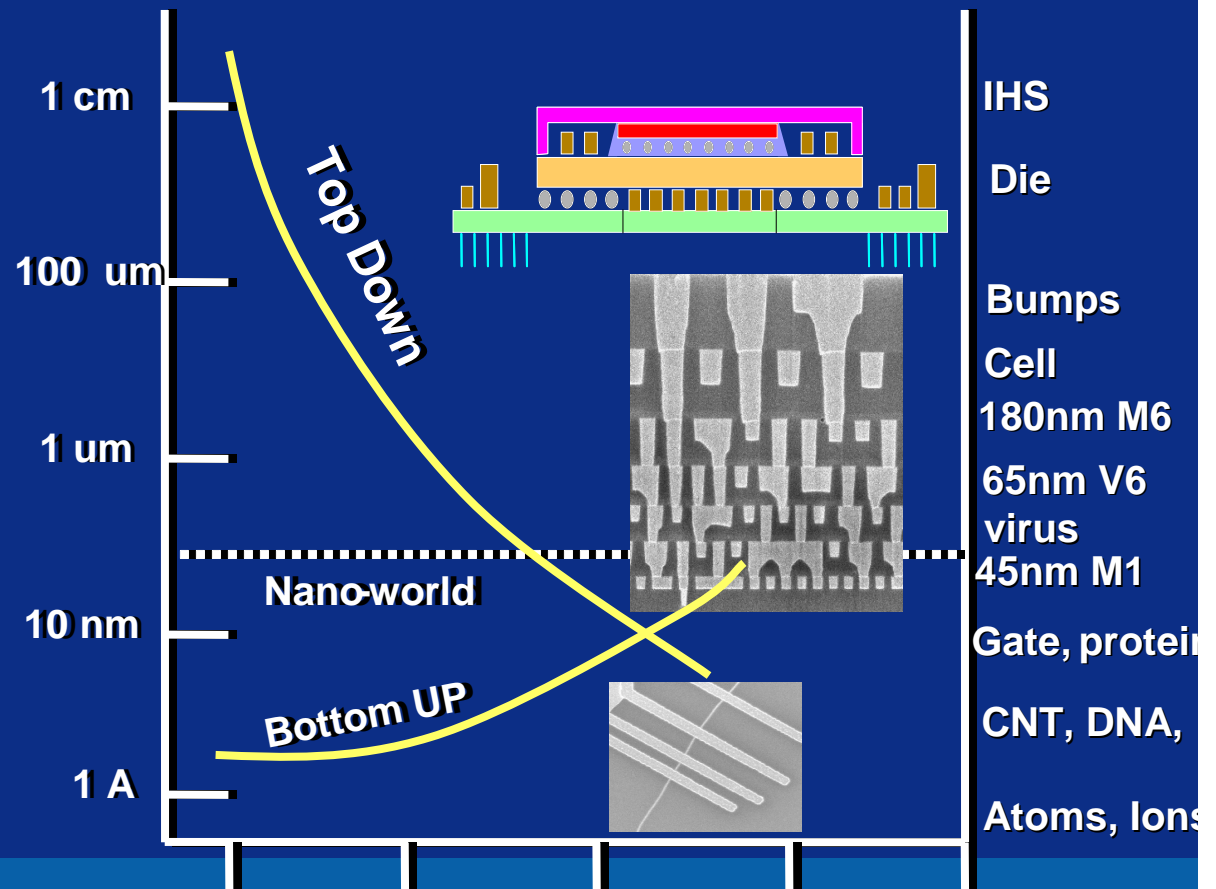 1 cm
100 um
1 um
10 nm
1 A
Top Down
Nano-world
Bottom UP
IHS
Die
Bumps
Cell
180nm M6
65nm V6
virus
45nm M1
Gate, protein
CNT, DNA,
Atoms, Ions